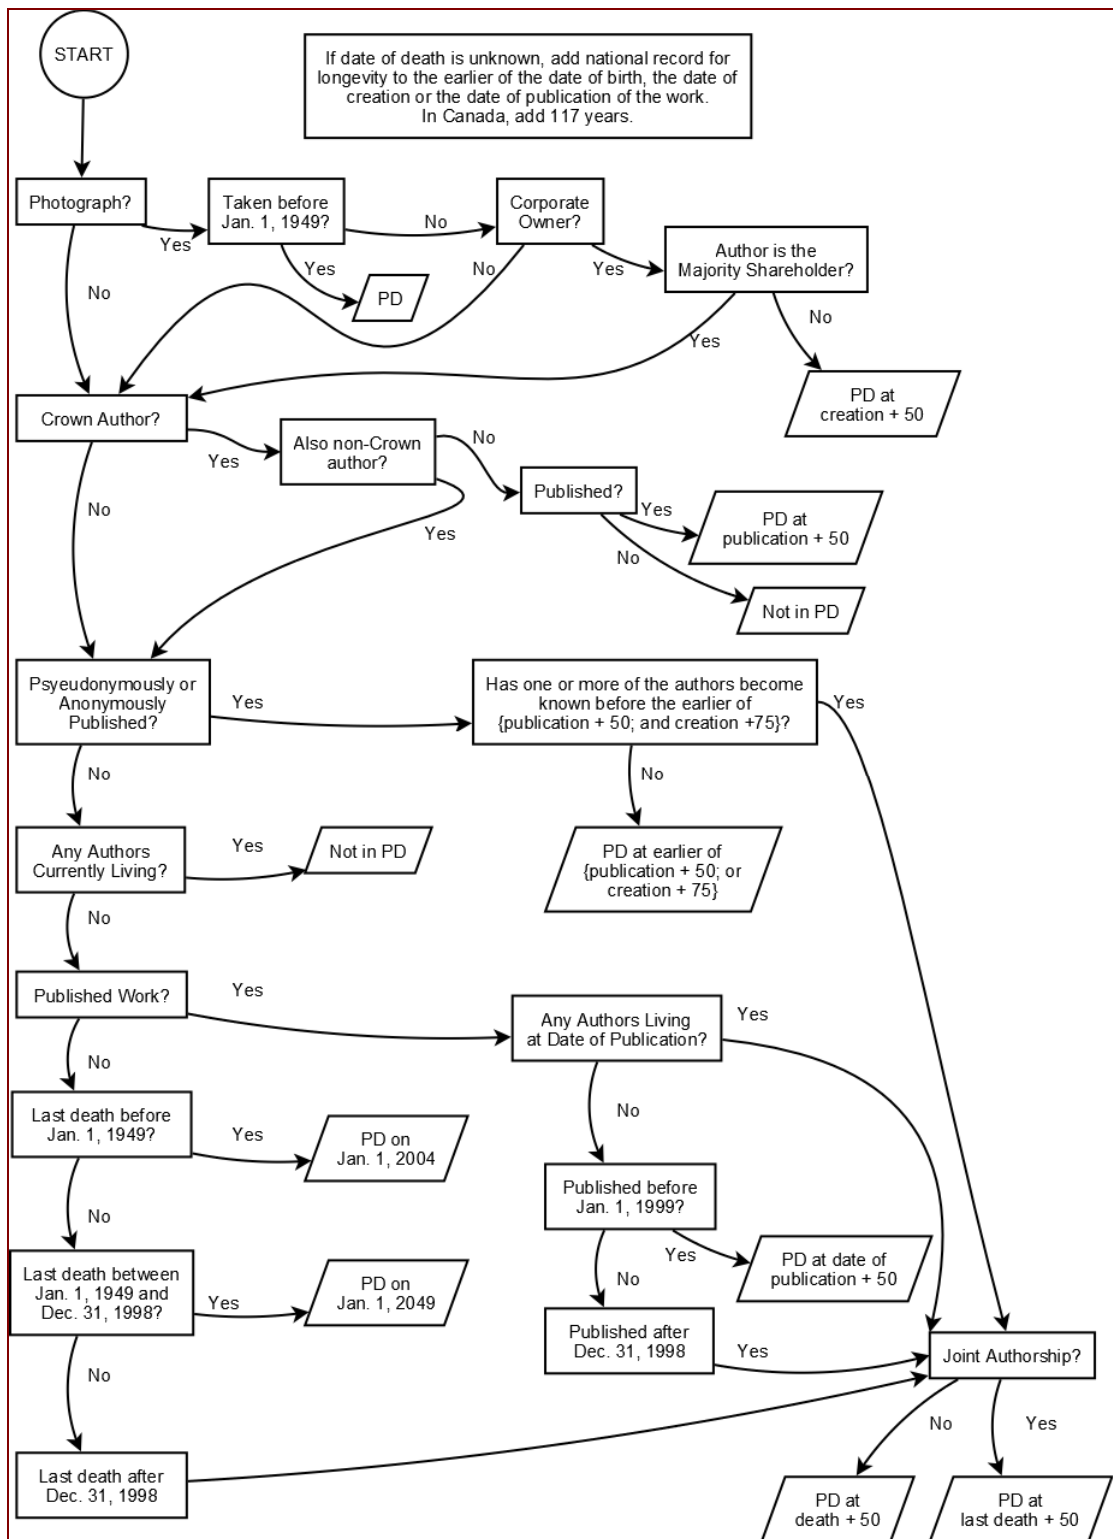 START
If date of death is unknown, add national record for
longevity to the earlier of the date of birth, the date of
creation or the date of publication of the work.
In Canada, add 117 years.
Photograph?
Yes
No
Taken before
Jan. 1, 1949?
No
Yes
PD
Corporate
Owner?
No
Yes
Author is the
Majority Shareholder?
Yes
No
PD at
creation + 50
Crown Author?
Yes
No
Also non-Crown
author?
No
Yes
Published?
Yes
No
PD at
publication + 50
Not in PD
Psyeudonymously or
Anonymously
Published?
Yes
No
Has one or more of the authors become
known before the earlier of
{publication + 50; and creation +75}?
Yes
No
PD at earlier of
{publication + 50; or
creation + 75}
Any Authors
Currently Living?
Yes
No
Not in PD
Published Work?
Yes
No
Any Authors Living
at Date of Publication?
Yes
No
Last death before
Jan. 1, 1949?
Yes
No
PD on
Jan. 1, 2004
Published before
Jan. 1, 1999?
Yes
No
PD at date of
publication + 50
Last death between
Jan. 1, 1949 and
Dec. 31, 1998?
Yes
No
PD on
Jan. 1, 2049
Published after
Dec. 31, 1998
Yes
Joint Authorship?
No
Yes
Last death after
Dec. 31, 1998
PD at
death + 50
PD at
last death + 50